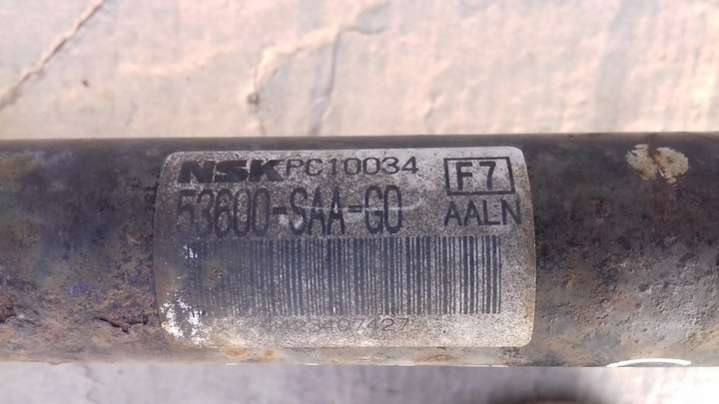 NSK PC10034
F7
53600-SAA-G0
AALN